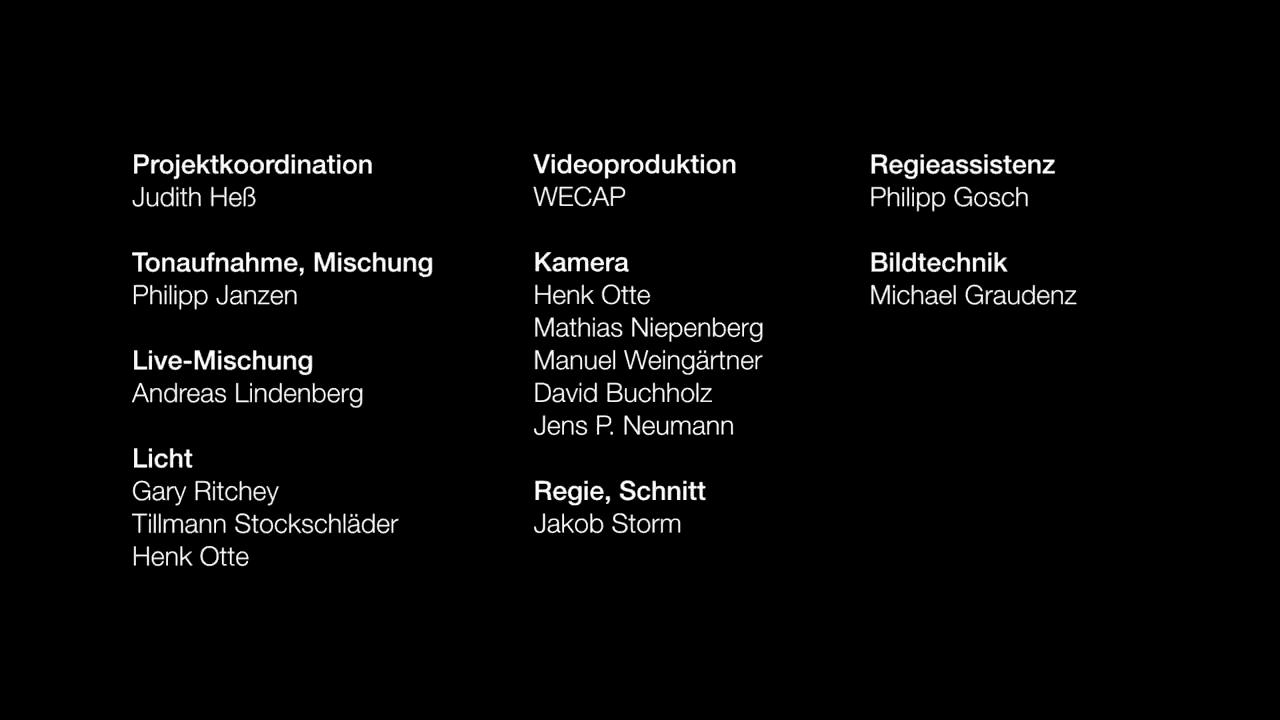 Projektkoordination
Judith Heß
Tonaufnahme, Mischung
Philipp Janzen
Live-Mischung
Andreas Lindenberg
Licht
Gary Ritchey
Tillmann Stockschläder
Henk Otte
Videoproduktion
WECAP
Kamera
Henk Otte
Mathias Niepenberg
Manuel Weingärtner
David Buchholz
Jens P. Neumann
Regie, Schnitt
Jakob Storm
Regieassistenz
Philipp Gosch
Bildtechnik
Michael Graudenz